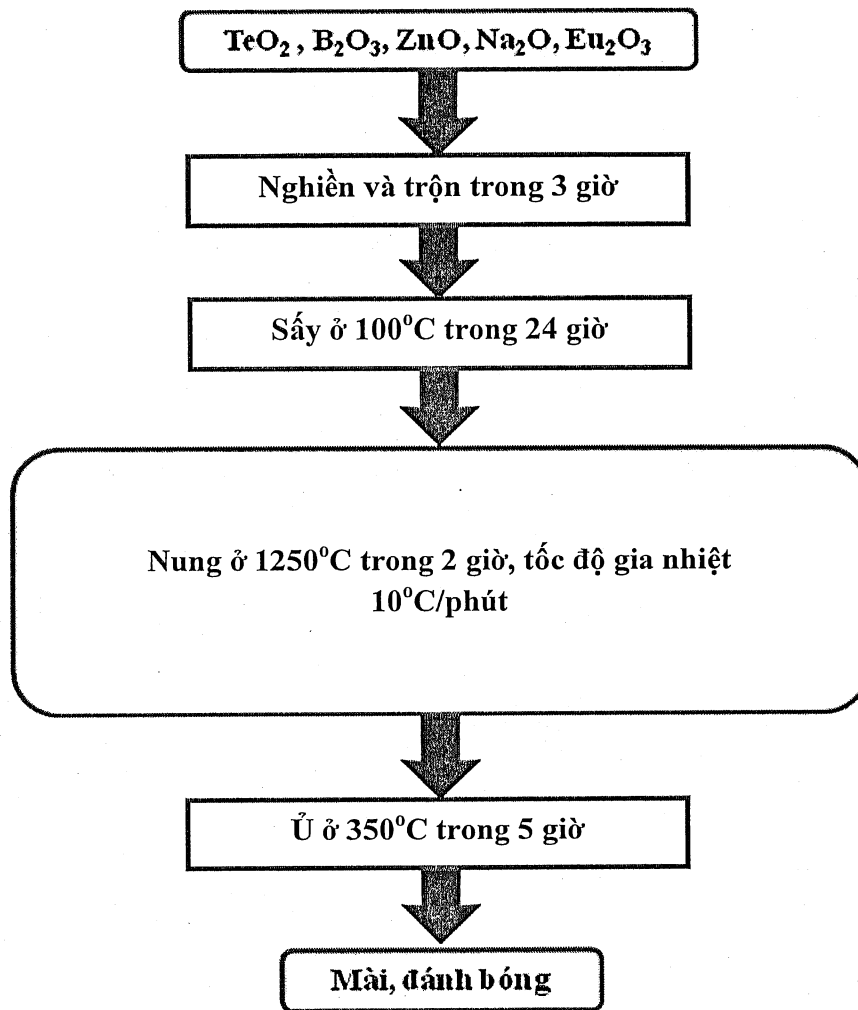 TeO₂ , B₂O₃, ZnO, Na₂O, Eu₂O₃
Nghiền và trộn trong 3 giờ
Sấy ở 100°C trong 24 giờ
Nung ở 1250°C trong 2 giờ, tốc độ gia nhiệt
10°C/phút
Ủ ở 350°C trong 5 giờ
Mài, đánh bóng